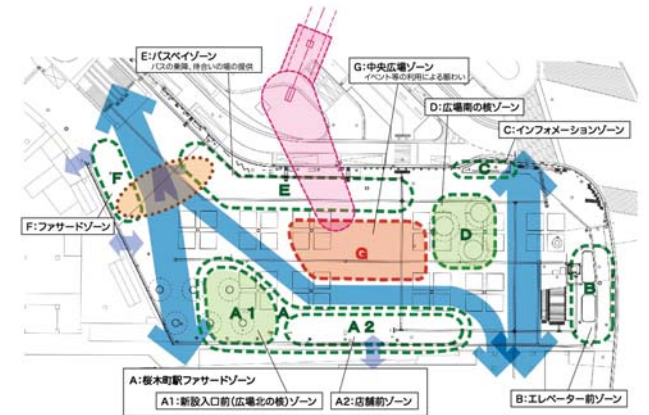 E:バスベイゾーン
バスの乗降、待合いの場の提供
G:中央広場ゾーン
イベント等の利用による賑わい
D:広場南の核ゾーン
C:インフォメーションゾーン
C
F
E
D
F:ファサードゾーン
G
B
A1
A
A2
A:桜木町駅ファサードゾーン
A1:新設入口前(広場北の核)ゾーン
A2:店舗前ゾーン
B:エレベーター前ゾーン